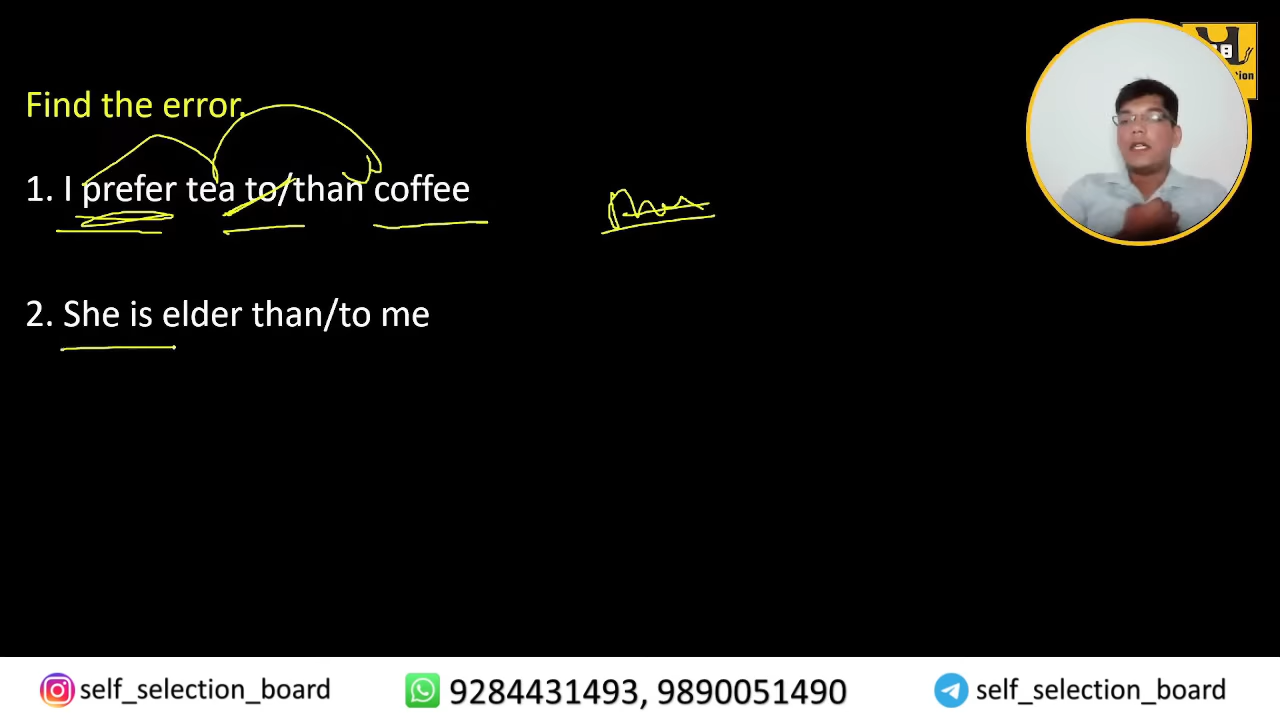 Find the error.
1. I prefer tea to/than coffee
2. She is elder than/to me
self_selection_board
9284431493, 9890051490
self_selection_board